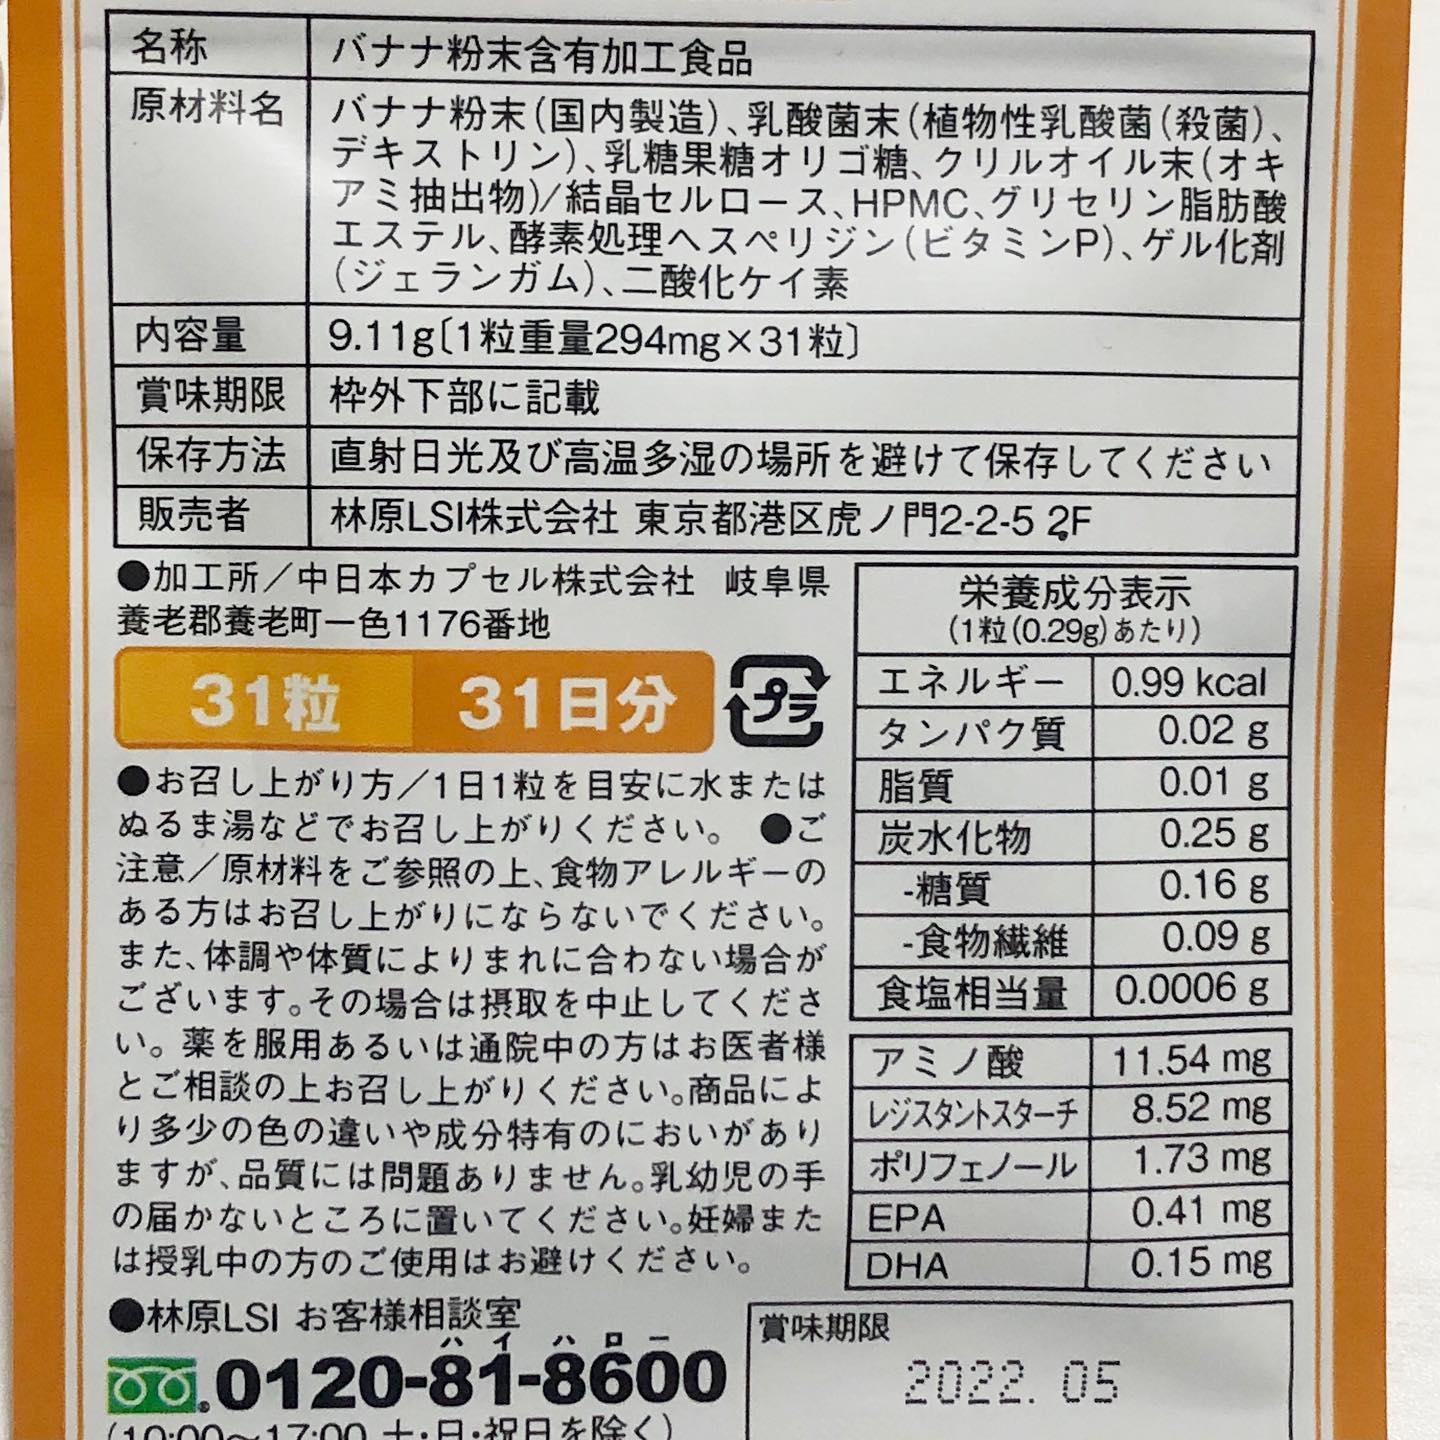 名称 バナナ粉末含有加工食品
原材料名 バナナ粉末(国内製造)、乳酸菌末(植物性乳酸菌(殺菌)、
デキストリン)、乳糖果糖オリゴ糖、クリルオイル末(オキ
アミ抽出物)/結晶セルロース、HPMC、グリセリン脂肪酸
エステル、酵素処理ヘスペリジン(ビタミンP)、ゲル化剤
(ジェランガム)、二酸化ケイ素
内容量 9.11g〔1粒重量294mg×31粒〕
賞味期限 枠外下部に記載
保存方法 直射日光及び高温多湿の場所を避けて保存してください
販売者 林原LSI株式会社 東京都港区虎ノ門2-2-5 2F
●加工所/中日本カプセル株式会社 岐阜県
養老郡養老町一色1176番地
31粒 31日分
プラ
●お召し上がり方/1日1粒を目安に水または
ぬるま湯などでお召し上がりください。 ●ご
注意/原材料をご参照の上、食物アレルギーの
ある方はお召し上がりにならないでください。
また、体調や体質によりまれに合わない場合が
ございます。その場合は摂取を中止してくださ
い。薬を服用あるいは通院中の方はお医者様
とご相談の上お召し上がりください。商品によ
り多少の色の違いや成分特有のにおいがあり
ますが、品質には問題ありません。乳幼児の手
の届かないところに置いてください。妊婦また
は授乳中の方のご使用はお避けください。
●林原LSI お客様相談室
ハイ ハロー
0120-81-8600
(10:00〜17:00 土・日・祝日を除く)
栄養成分表示
(1粒(0.29g)あたり)
エネルギー 0.99 kcal
タンパク質 0.02 g
脂質 0.01 g
炭水化物 0.25 g
-糖質 0.16 g
-食物繊維 0.09 g
食塩相当量 0.0006 g
アミノ酸 11.54 mg
レジスタントスターチ 8.52 mg
ポリフェノール 1.73 mg
EPA 0.41 mg
DHA 0.15 mg
賞味期限
2022.05